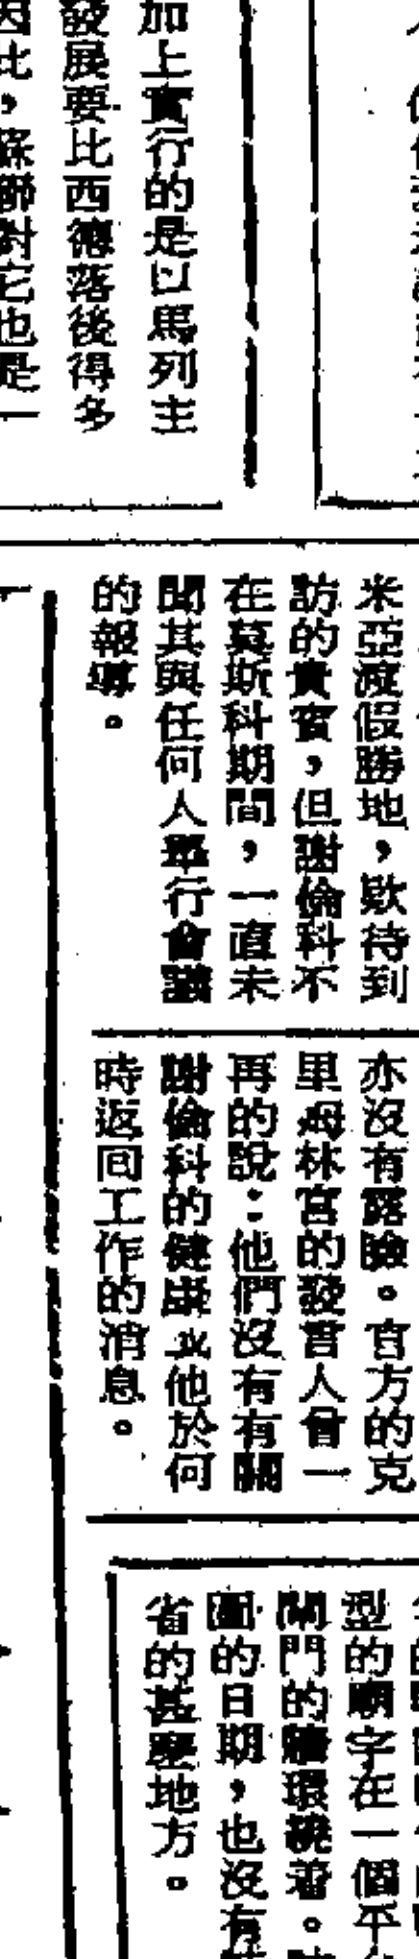 加上實行的是以馬列主
發展要比西德落後得多
因此，蘇聯對它也是一
米亞渡假勝地，欵待到
訪的貴賓，但謝倫科不
在莫斯科期間，一直未
聞其與任何人舉行會議
的報導。
亦沒有露臉。官方的克
里姆林宮的發言人曾一
再的說：他們沒有有關
謝倫科的健康或他於何
時返回工作的消息。
型的廟宇在一個平
閘門的牆環繞着。
圖的日期，也沒有
省的甚麼地方。